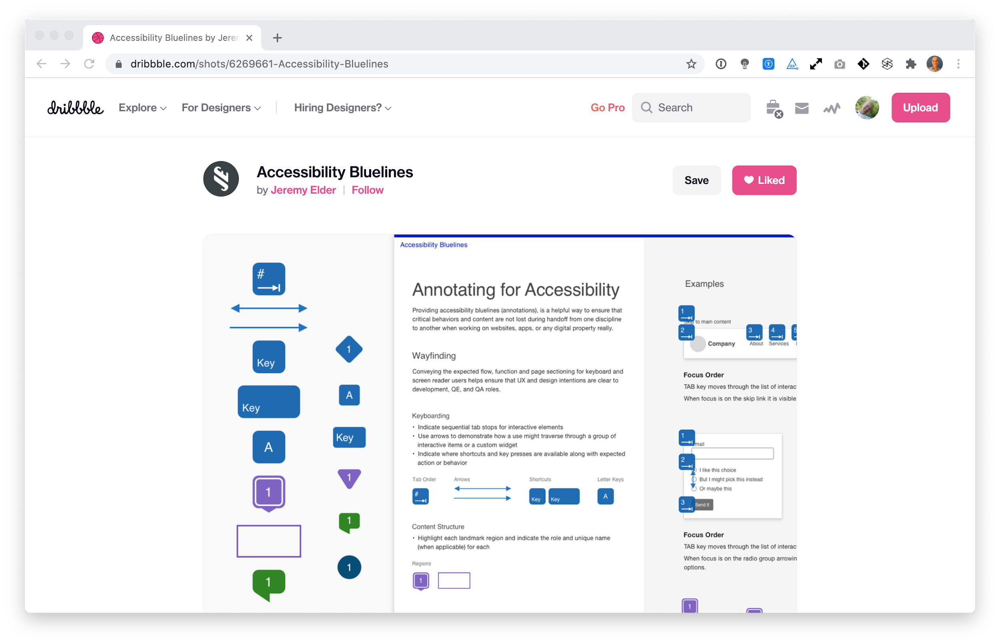 Accessibility Bluelines by Jerem
dribbble.com/shots/6269661-Accessibility-Bluelines
dribbble
Explore
For Designers
Hiring Designers?
Go Pro
Search
Upload
Accessibility Bluelines
by Jeremy Elder | Follow
Save
Liked
#
Key
Key
A
1
1
1
A
Key
1
1
1
Accessibility Bluelines
Annotating for Accessibility
Providing accessibility bluelines (annotations), is a helpful way to ensure that
critical behaviors and content are not lost during handoff from one discipline
to another when working on websites, apps, or any digital property really.
Wayfinding
Conveying the expected flow, function and page sectioning for keyboard and
screen reader users helps ensure that UX and design intentions are clear to
development, QE, and QA roles.
Keyboarding
• Indicate sequential tab stops for interactive elements
• Use arrows to demonstrate how a use might traverse through a group of
interactive items or a custom widget
• Indicate where shortcuts and key presses are available along with expected
action or behavior
Tab Order Arrows Shortcuts Letter Keys
# Key Key A
Content Structure
• Highlight each landmark region and indicate the role and unique name
(when applicable) for each
Regions
1
Examples
1
Skip to main content
2 3 4 5
Company About Services
Focus Order
TAB key moves through the list of interac
When focus is on the skip link it is visible
1
mail
2
I like this choice
But I might pick this instead
Or maybe this
3
Send It
Focus Order
TAB key moves through the list of interac
When focus is on the radio group arrowin
options.
1